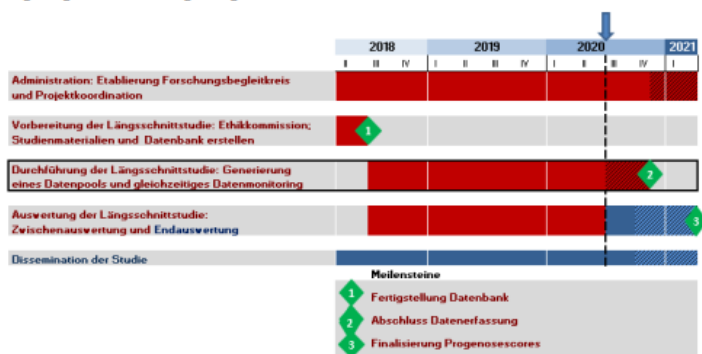 2018 2019 2020 2021
II III IV I II III IV I II III IV I
Administration: Etablierung Forschungsbegleitkreis
und Projektkoordination
Vorbereitung der Längsschnittstudie: Ethikkommission;
Studienmaterialien und Datenbank erstellen
1
Durchführung der Längsschnittstudie: Generierung
eines Datenpools und gleichzeitiges Datenmonitoring
2
Auswertung der Längsschnittstudie:
Zwischenauswertung und Endauswertung
3
Dissemination der Studie
Meilensteine
1 Fertigstellung Datenbank
2 Abschluss Datenerfassung
3 Finalisierung Progenosescores